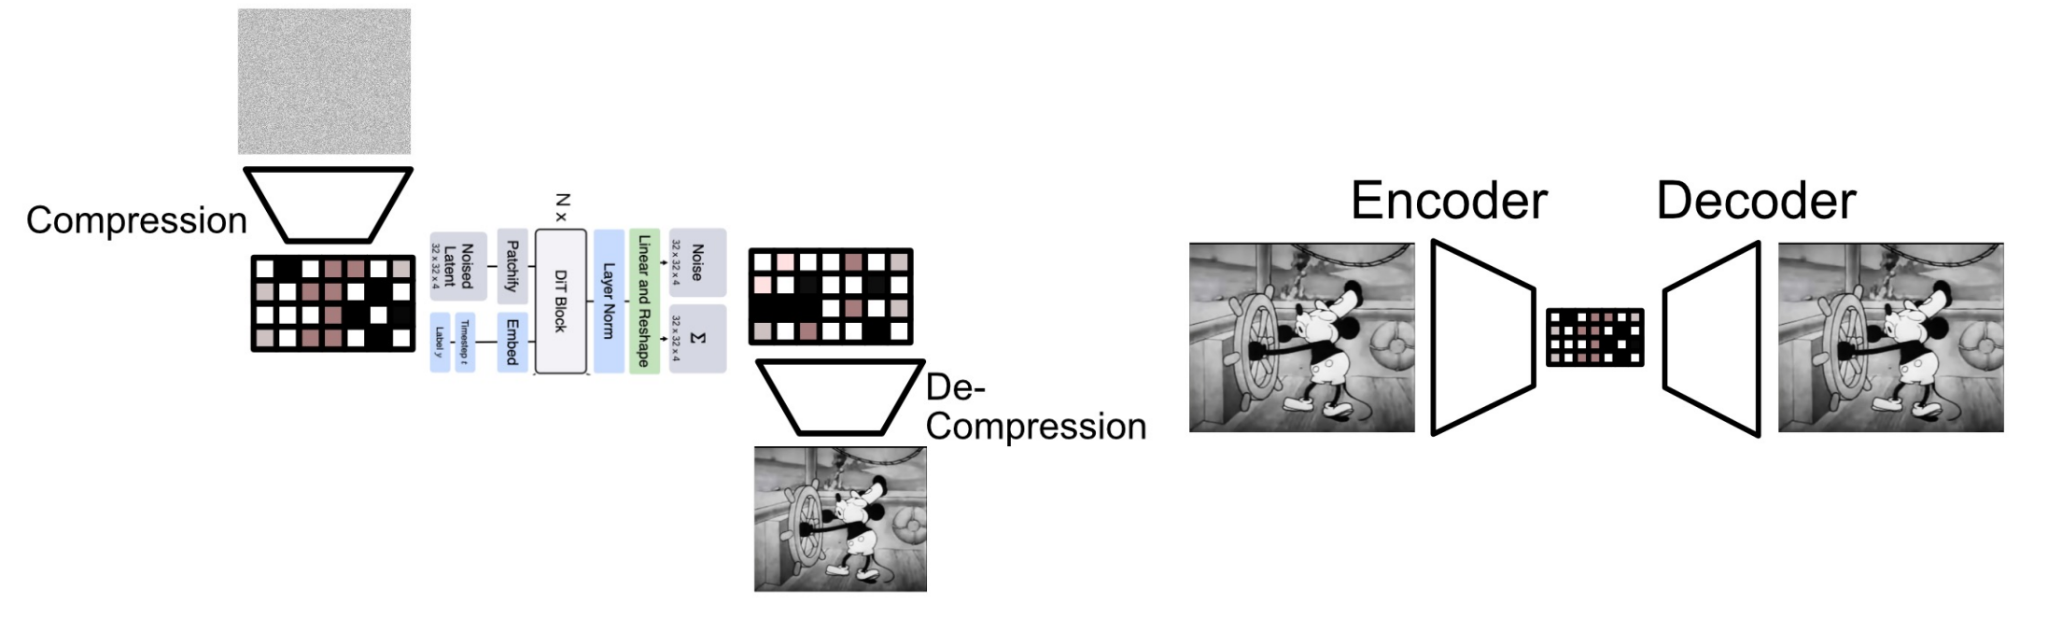 Compression
Noised
Latent
32 x 32 x 4
Patchify
Label y
Timestep t
Embed
N x
DiT Block
Layer Norm
Linear and Reshape
Noise
32 x 32 x 4
Σ
32 x 32 x 4
De-
Compression
Encoder
Decoder